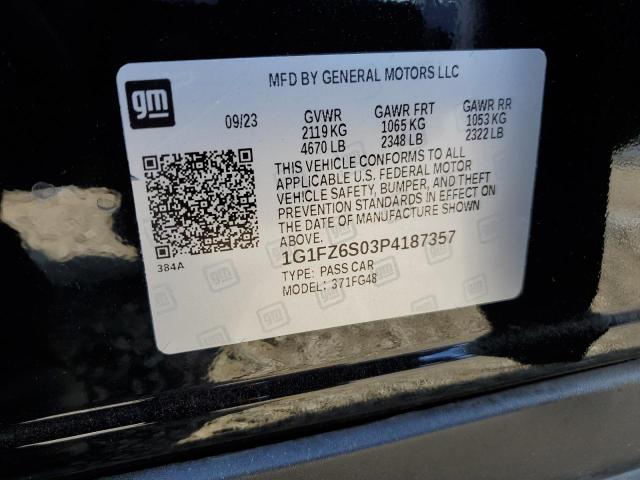 gm
MFD BY GENERAL MOTORS LLC
09/23 GVWR GAWR FRT GAWR RR
2119 KG 1065 KG 1053 KG
4670 LB 2348 LB 2322 LB
THIS VEHICLE CONFORMS TO ALL
APPLICABLE U.S. FEDERAL MOTOR
VEHICLE SAFETY, BUMPER, AND THEFT
PREVENTION STANDARDS IN EFFECT ON
THE DATE OF MANUFACTURE SHOWN
ABOVE.
384A
1G1FZ6S03P4187357
TYPE: PASS CAR
MODEL: 371FG48